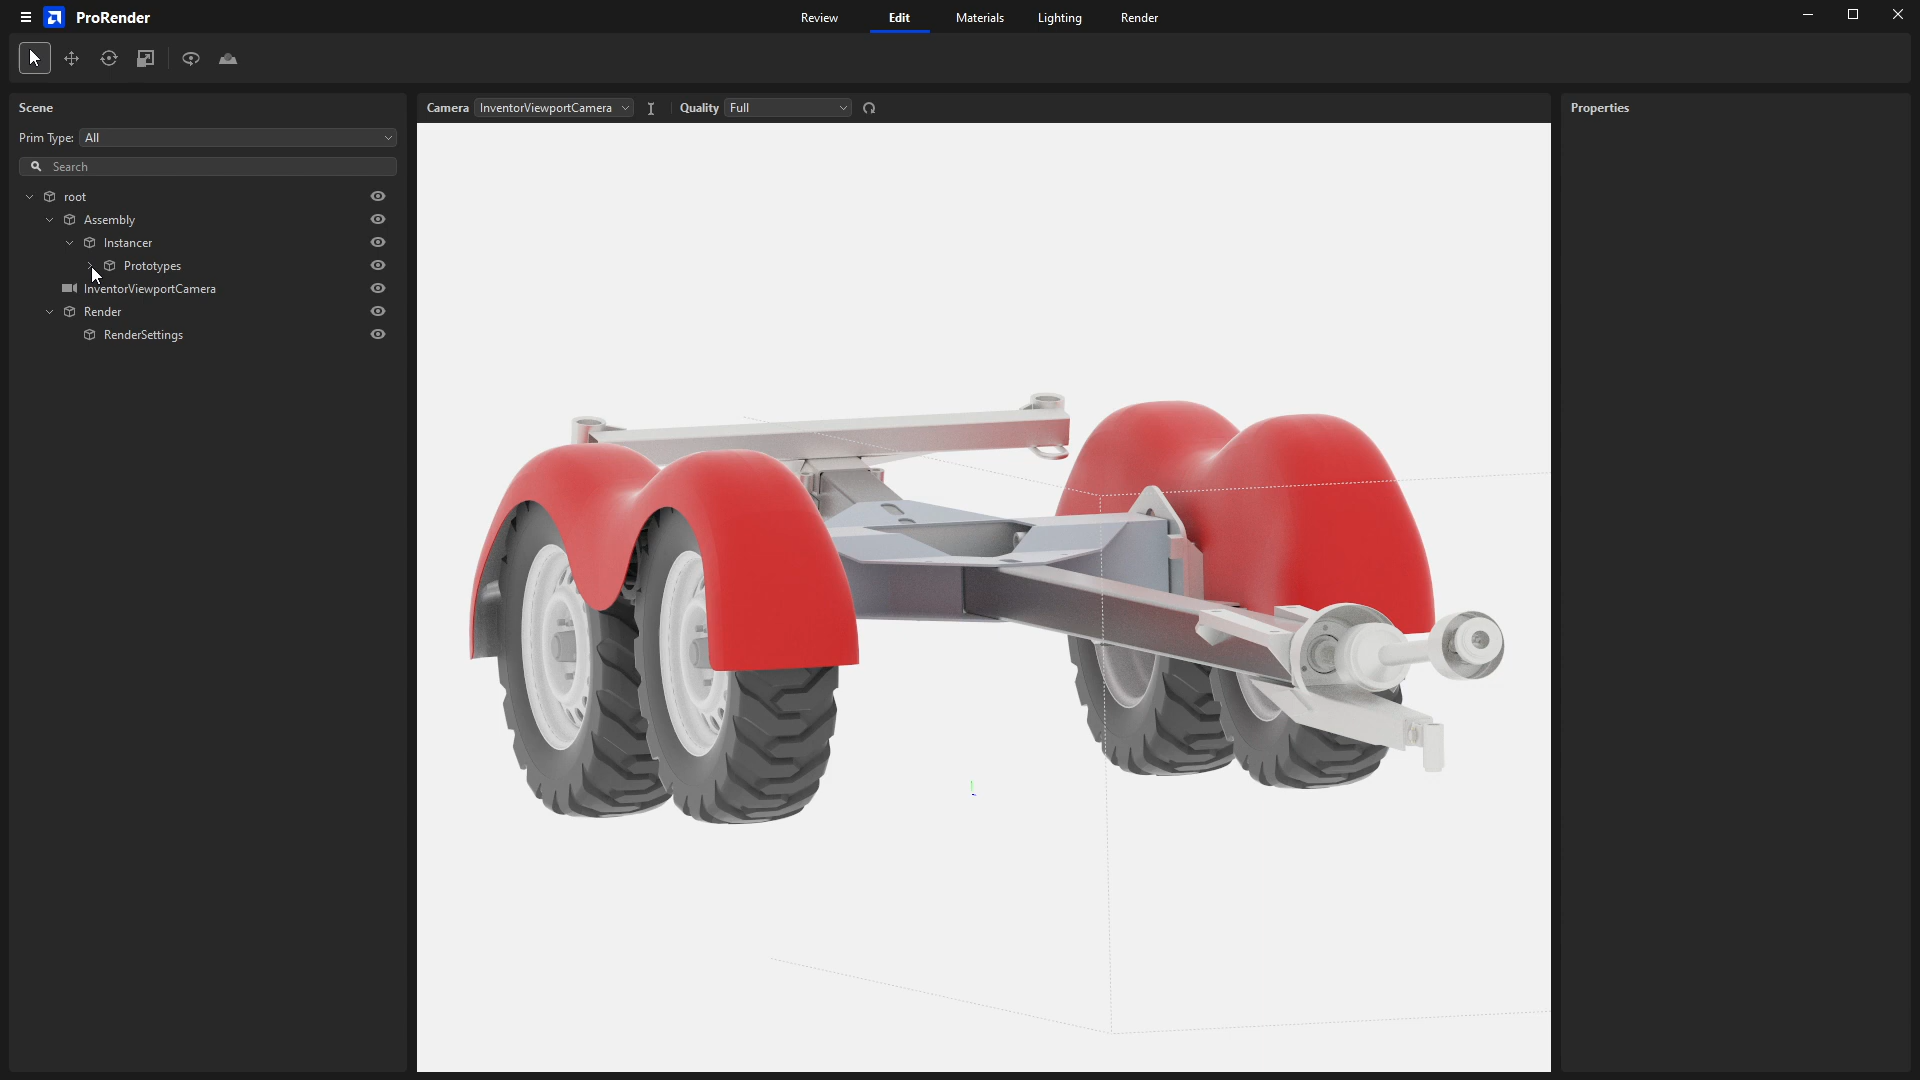 ProRender
Review
Edit
Materials
Lighting
Render
Scene
Camera
InventorViewportCamera
Quality
Full
Properties
Prim Type:
All
Search
root
Assembly
Instancer
Prototypes
InventorViewportCamera
Render
RenderSettings